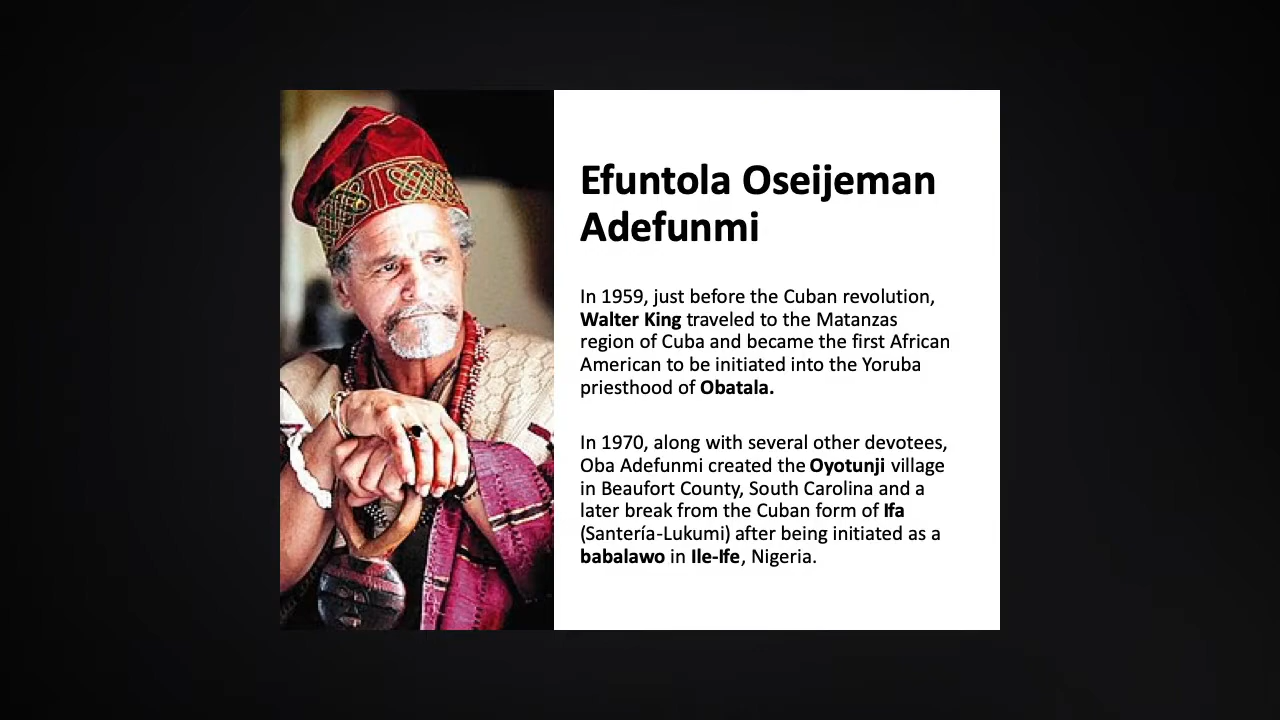 Efuntola Oseijeman
Adefunmi
In 1959, just before the Cuban revolution,
Walter King traveled to the Matanzas
region of Cuba and became the first African
American to be initiated into the Yoruba
priesthood of Obatala.
In 1970, along with several other devotees,
Oba Adefunmi created the Oyotunji village
in Beaufort County, South Carolina and a
later break from the Cuban form of Ifa
(Santería-Lukumi) after being initiated as a
babalawo in Ile-Ife, Nigeria.